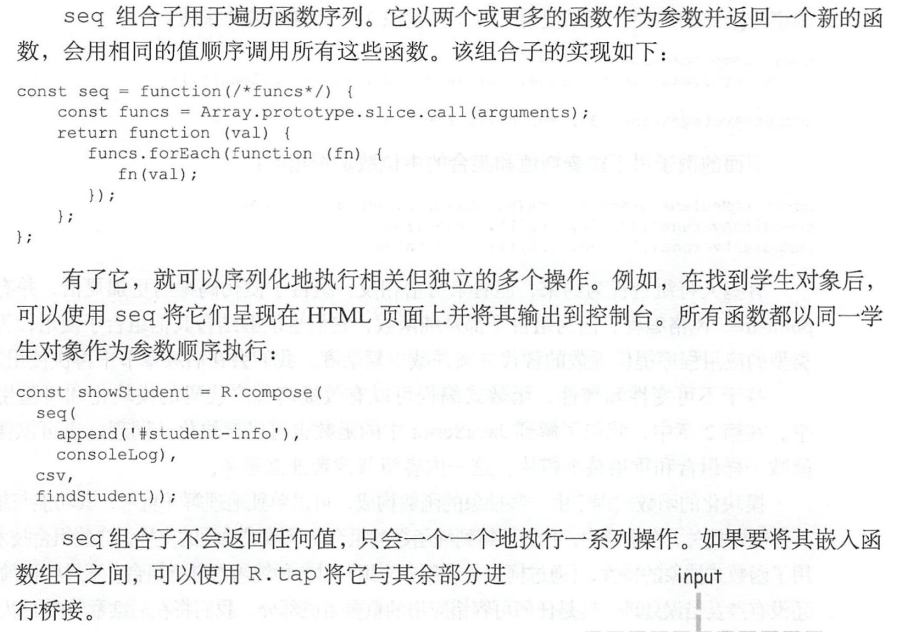 seq 组合子用于遍历函数序列。它以两个或更多的函数作为参数并返回一个新的函
数，会用相同的值顺序调用所有这些函数。该组合子的实现如下：
const seq = function(/*funcs*/) {
const funcs = Array.prototype.slice.call(arguments);
return function (val) {
funcs.forEach(function (fn) {
fn(val);
});
};
};
有了它，就可以序列化地执行相关但独立的多个操作。例如，在找到学生对象后，
可以使用 seq 将它们呈现在 HTML 页面上并将其输出到控制台。所有函数都以同一学
生对象作为参数顺序执行：
const showStudent = R.compose(
seq(
append('#student-info'),
consoleLog),
csv,
findStudent));
seq 组合子不会返回任何值，只会一个一个地执行一系列操作。如果要将其嵌入函
数组合之间，可以使用 R.tap 将它与其余部分进
行桥接。
input